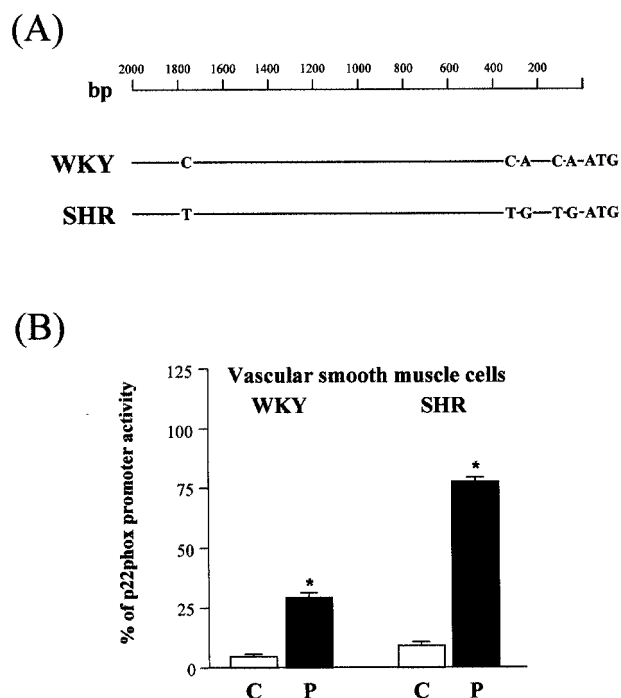 (A)
2000 1800 1600 1400 1200 1000 800 600 400 200
bp
WKY C C-A C-A-ATG
SHR T T-G T-G-ATG
(B)
% of p22phox promoter activity
Vascular smooth muscle cells
WKY SHR
125
100
75
50
25
0
* *
C P C P